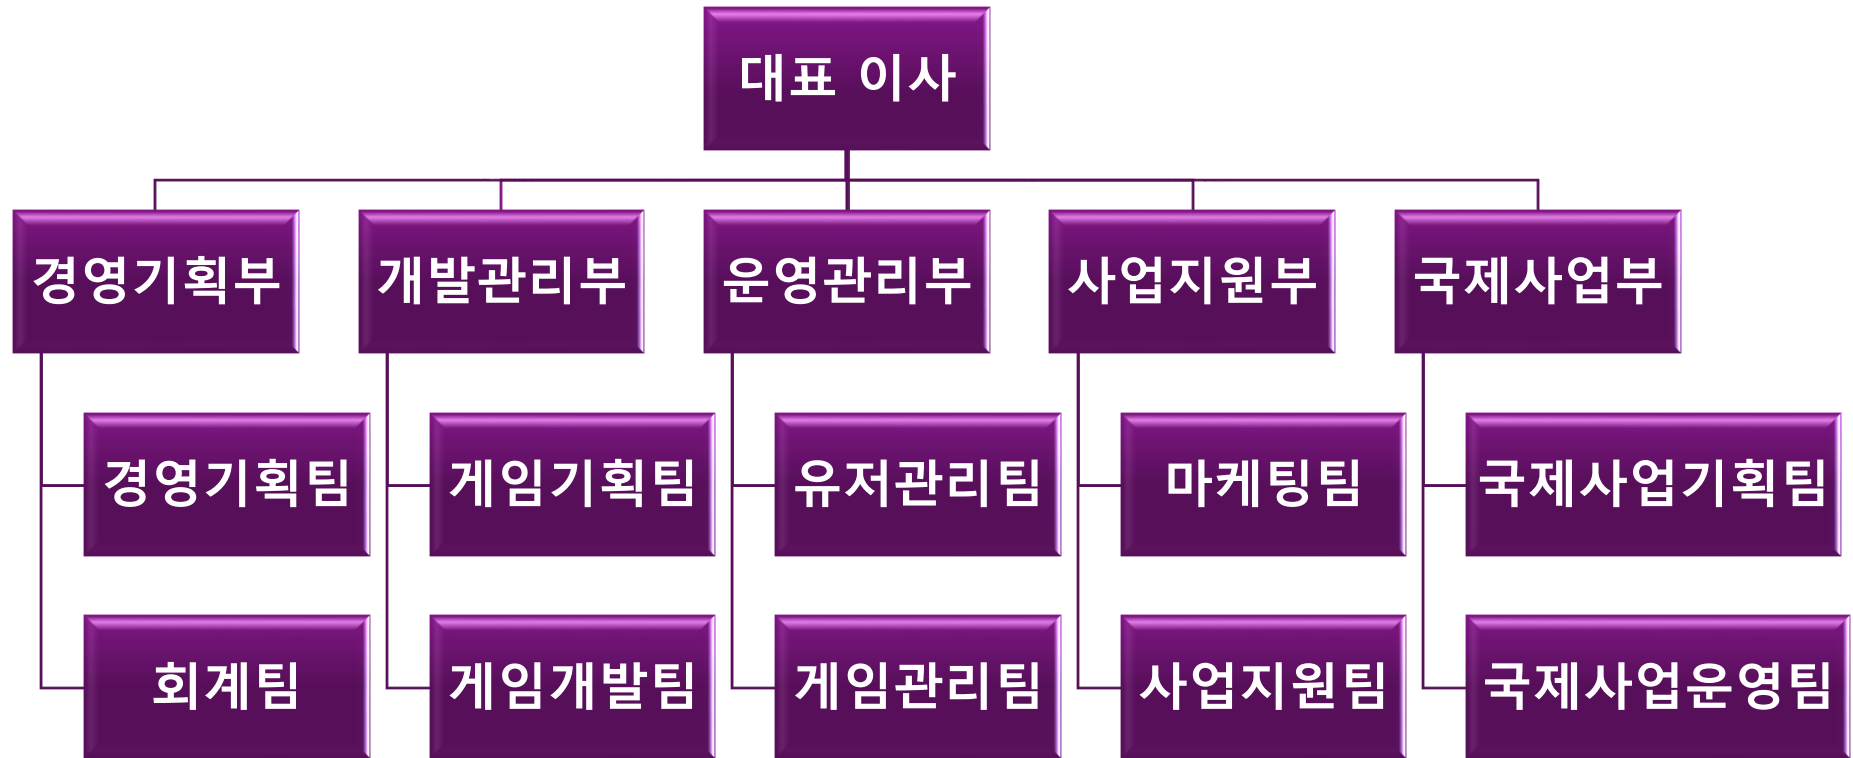 대표 이사
경영기획부
개발관리부
운영관리부
사업지원부
국제사업부
경영기획팀
게임기획팀
유저관리팀
마케팅팀
국제사업기획팀
회계팀
게임개발팀
게임관리팀
사업지원팀
국제사업운영팀